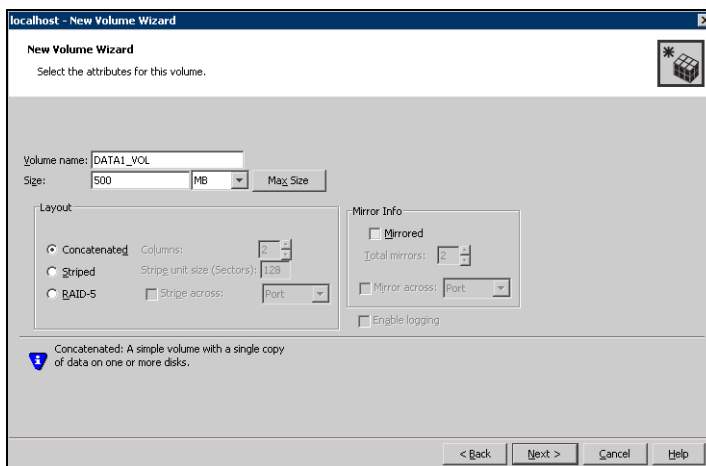 localhost - New Volume Wizard
New Volume Wizard
Select the attributes for this volume.
Volume name: DATA1_VOL
Size: 500 MB Max Size
Layout
Concatenated Columns: 2
Striped Stripe unit size (Sectors): 128
RAID-5 Stripe across: Port
Mirror Info
Mirrored
Total mirrors: 2
Mirror across: Port
Enable logging
Concatenated: A simple volume with a single copy
of data on one or more disks.
< Back Next > Cancel Help